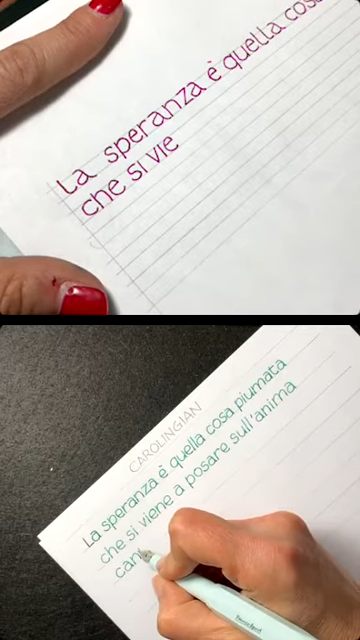 La speranza è quella cosa
che si vie
CAROLINGIAN
La speranza è quella cosa piumata
che si viene a posare sull'anima
can